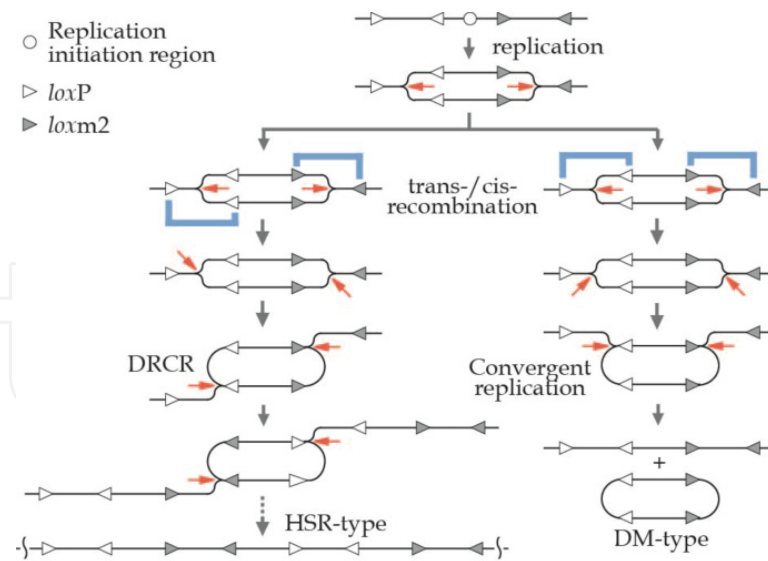 Replication
initiation region
loxP
loxm2
replication
trans-/cis-
recombination
DRCR
Convergent
replication
HSR-type
+
DM-type